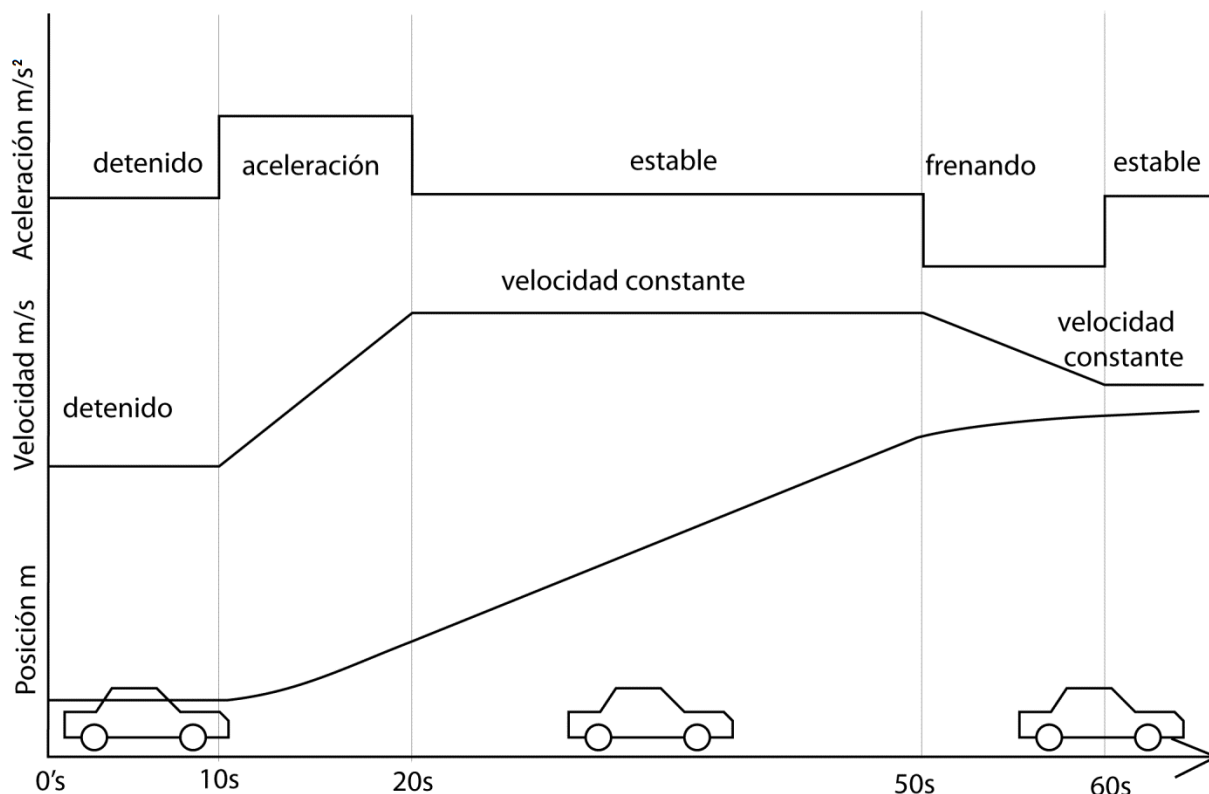 Aceleración m/s²
detenido
aceleración
estable
frenando
estable
Velocidad m/s
detenido
velocidad constante
velocidad
constante
Posición m
0's
10s
20s
50s
60s